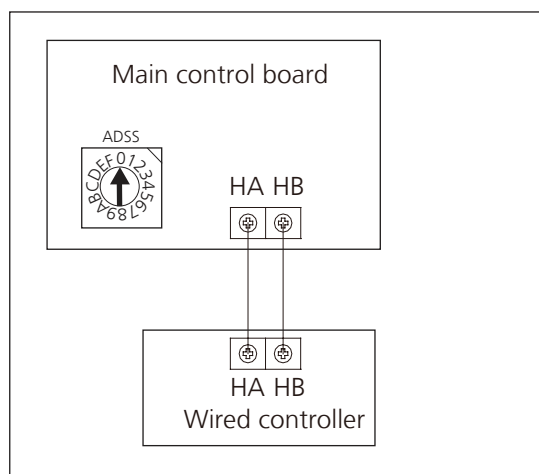 Main control board
ADSS
0123456789ABCDEF
HA HB
HA HB
Wired controller